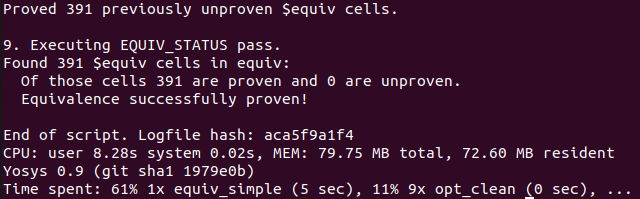 Proved 391 previously unproven $equiv cells.

9. Executing EQUIV_STATUS pass.
Found 391 $equiv cells in equiv:
  Of those cells 391 are proven and 0 are unproven.
  Equivalence successfully proven!

End of script. Logfile hash: aca5f9a1f4
CPU: user 8.28s system 0.02s, MEM: 79.75 MB total, 72.60 MB resident
Yosys 0.9 (git sha1 1979e0b)
Time spent: 61% 1x equiv_simple (5 sec), 11% 9x opt_clean (0 sec), ...